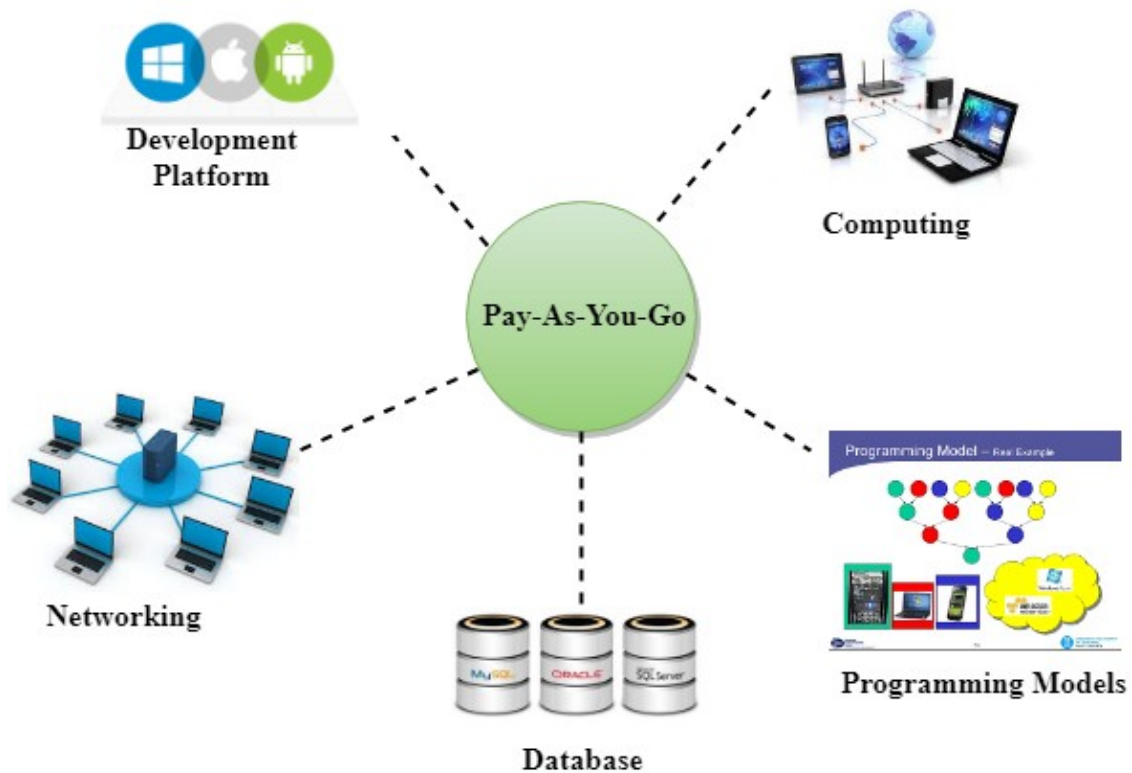 Development
Platform
Computing
Pay-As-You-Go
Networking
Programming Model – Real Example
MySQL
ORACLE
SQL Server
Programming Models
Database